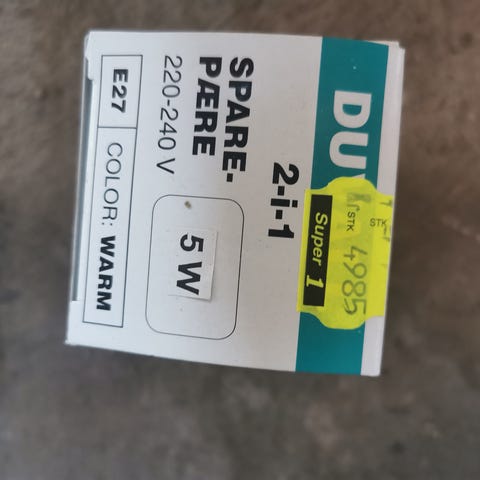 DU
STK
STK
4985
Super 1
2-i-1
SPARE-
PÆRE
220-240 V
5 W
E27 COLOR: WARM